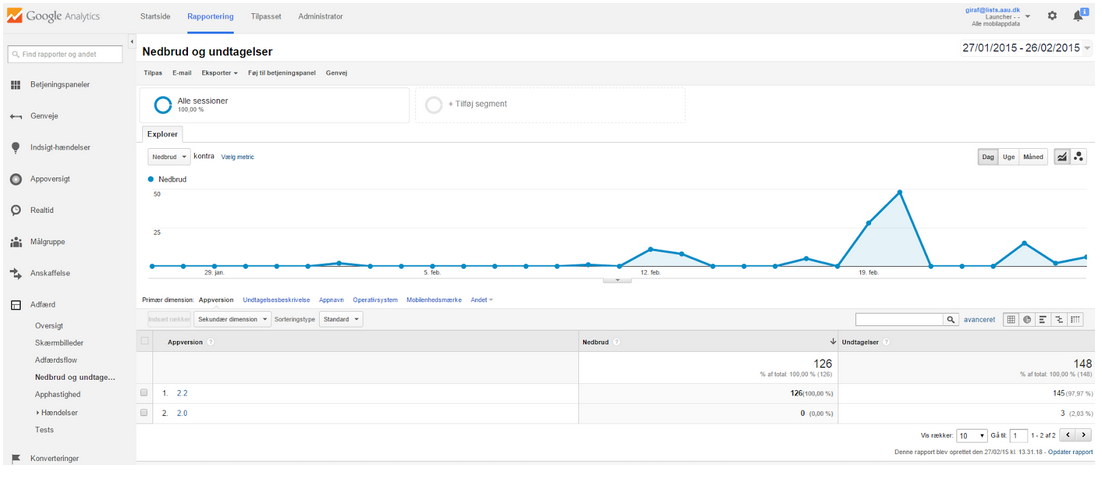 Google Analytics
Startside Rapportering Tilpasset Administrator
giraf@lists.aau.dk
Launcher - -
Alle mobilappdata
1
Find rapporter og andet
Betjeningspaneler
Genveje
Indsigt-hændelser
Appoversigt
Realtid
Målgruppe
Anskaffelse
Adfærd
Oversigt
Skærmbilleder
Adfærdsflow
Nedbrud og undtage...
Apphastighed
Hændelser
Tests
Konverteringer
Nedbrud og undtagelser
27/01/2015 - 26/02/2015
Tilpas E-mail Eksporter Føj til betjeningspanel Genvej
Alle sessioner
100,00 %
+ Tilføj segment
Explorer
Nedbrud kontra Vælg metric
Dag Uge Måned
Nedbrud
50
25
29. jan. 5. feb. 12. feb. 19. feb.
Primær dimension: Appversion Undtagelsesbeskrivelse Appnavn Operativsystem Mobilenhedsmærke Andet
Indsæt rækker Sekundær dimension Sorteringstype Standard avanceret
Appversion ? Nedbrud ? Undtagelser ?
126 148
% af total: 100,00 % (126) % af total: 100,00 % (148)
1. 2.2 126(100,00 %) 145(97,97 %)
2. 2.0 0 (0,00 %) 3 (2,03 %)
Vis rækker: 10 Gå til: 1 1 - 2 af 2
Denne rapport blev oprettet den 27/02/15 kl. 13.31.18 - Opdater rapport